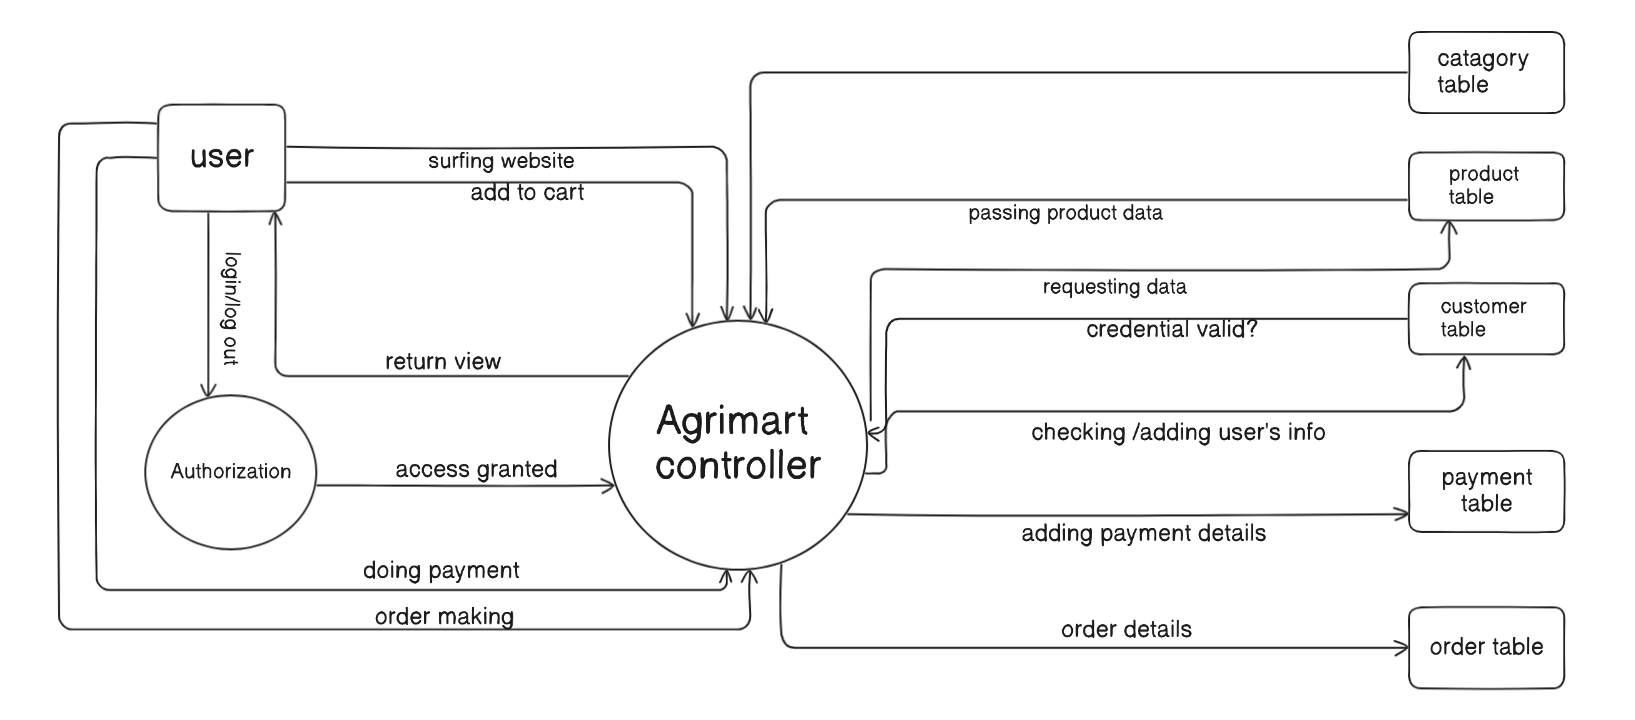 catagory
table
user
surfing website
add to cart
product
table
passing product data
login/log out
requesting data
customer
table
credential valid?
return view
Agrimart
controller
checking /adding user's info
Authorization
access granted
payment
table
adding payment details
doing payment
order making
order details
order table